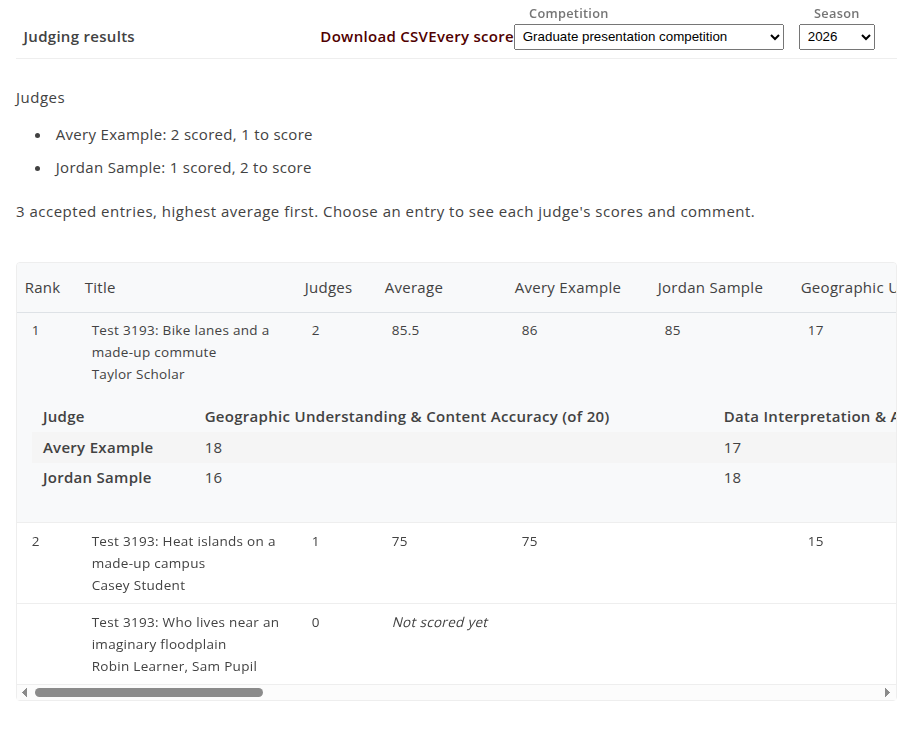 Competition Season
Judging results Download CSVEvery score Graduate presentation competition 2026
Judges
Avery Example: 2 scored, 1 to score
Jordan Sample: 1 scored, 2 to score
3 accepted entries, highest average first. Choose an entry to see each judge's scores and comment.
Rank Title Judges Average Avery Example Jordan Sample Geographic U
1 Test 3193: Bike lanes and a 2 85.5 86 85 17
made-up commute
Taylor Scholar
Judge Geographic Understanding & Content Accuracy (of 20) Data Interpretation & A
Avery Example 18 17
Jordan Sample 16 18
2 Test 3193: Heat islands on a 1 75 75 15
made-up campus
Casey Student
Test 3193: Who lives near an 0 Not scored yet
imaginary floodplain
Robin Learner, Sam Pupil